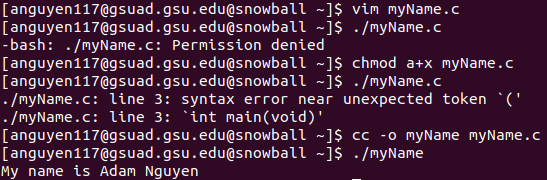 [anguyen117@gsuad.gsu.edu@snowball ~]$ vim myName.c
[anguyen117@gsuad.gsu.edu@snowball ~]$ ./myName.c
-bash: ./myName.c: Permission denied
[anguyen117@gsuad.gsu.edu@snowball ~]$ chmod a+x myName.c
[anguyen117@gsuad.gsu.edu@snowball ~]$ ./myName.c
./myName.c: line 3: syntax error near unexpected token `('
./myName.c: line 3: `int main(void)'
[anguyen117@gsuad.gsu.edu@snowball ~]$ cc -o myName myName.c
[anguyen117@gsuad.gsu.edu@snowball ~]$ ./myName
My name is Adam Nguyen